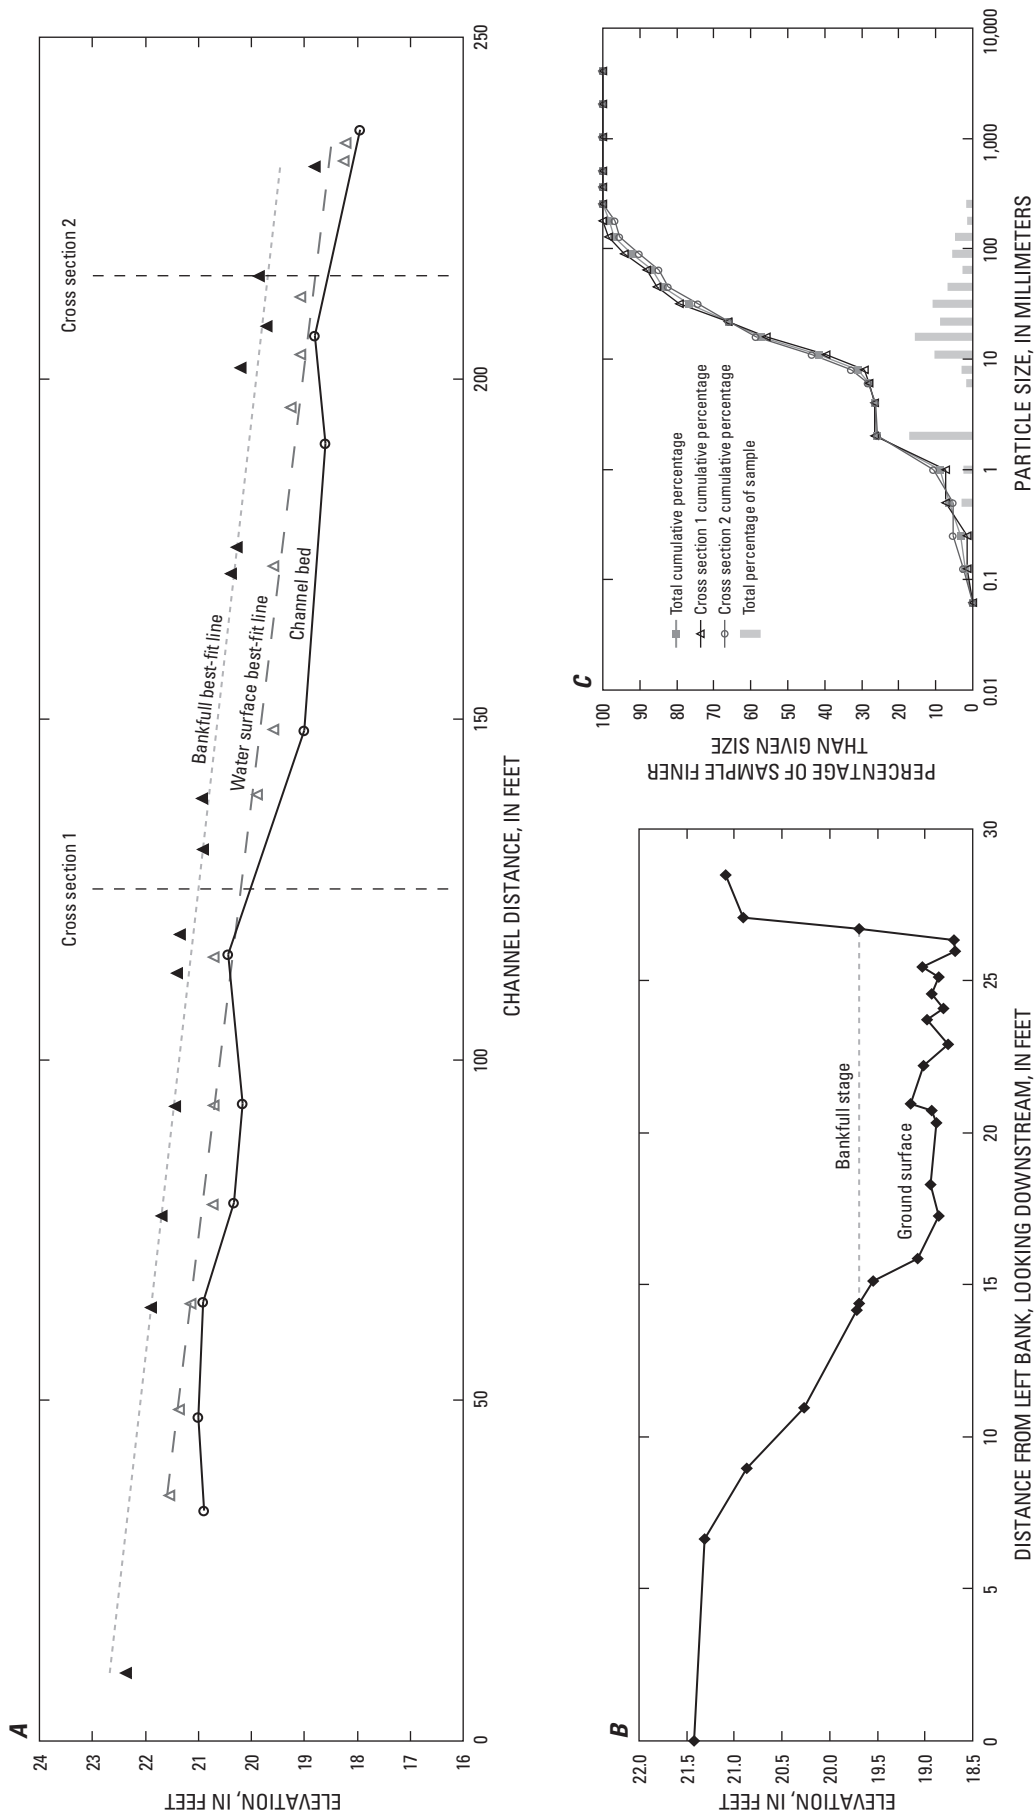 A
24
23
22
21
20
19
18
17
16
ELEVATION, IN FEET
Cross section 1
Cross section 2
Bankfull best-fit line
Water surface best-fit line
Channel bed
0
50
100
150
200
250
CHANNEL DISTANCE, IN FEET
B
22.0
21.5
21.0
20.5
20.0
19.5
19.0
18.5
ELEVATION, IN FEET
Bankfull stage
Ground surface
0
5
10
15
20
25
30
DISTANCE FROM LEFT BANK, LOOKING DOWNSTREAM, IN FEET
C
100
90
80
70
60
50
40
30
20
10
0
PERCENTAGE OF SAMPLE FINER
THAN GIVEN SIZE
Total cumulative percentage
Cross section 1 cumulative percentage
Cross section 2 cumulative percentage
Total percentage of sample
0.01
0.1
1
10
100
1,000
10,000
PARTICLE SIZE, IN MILLIMETERS